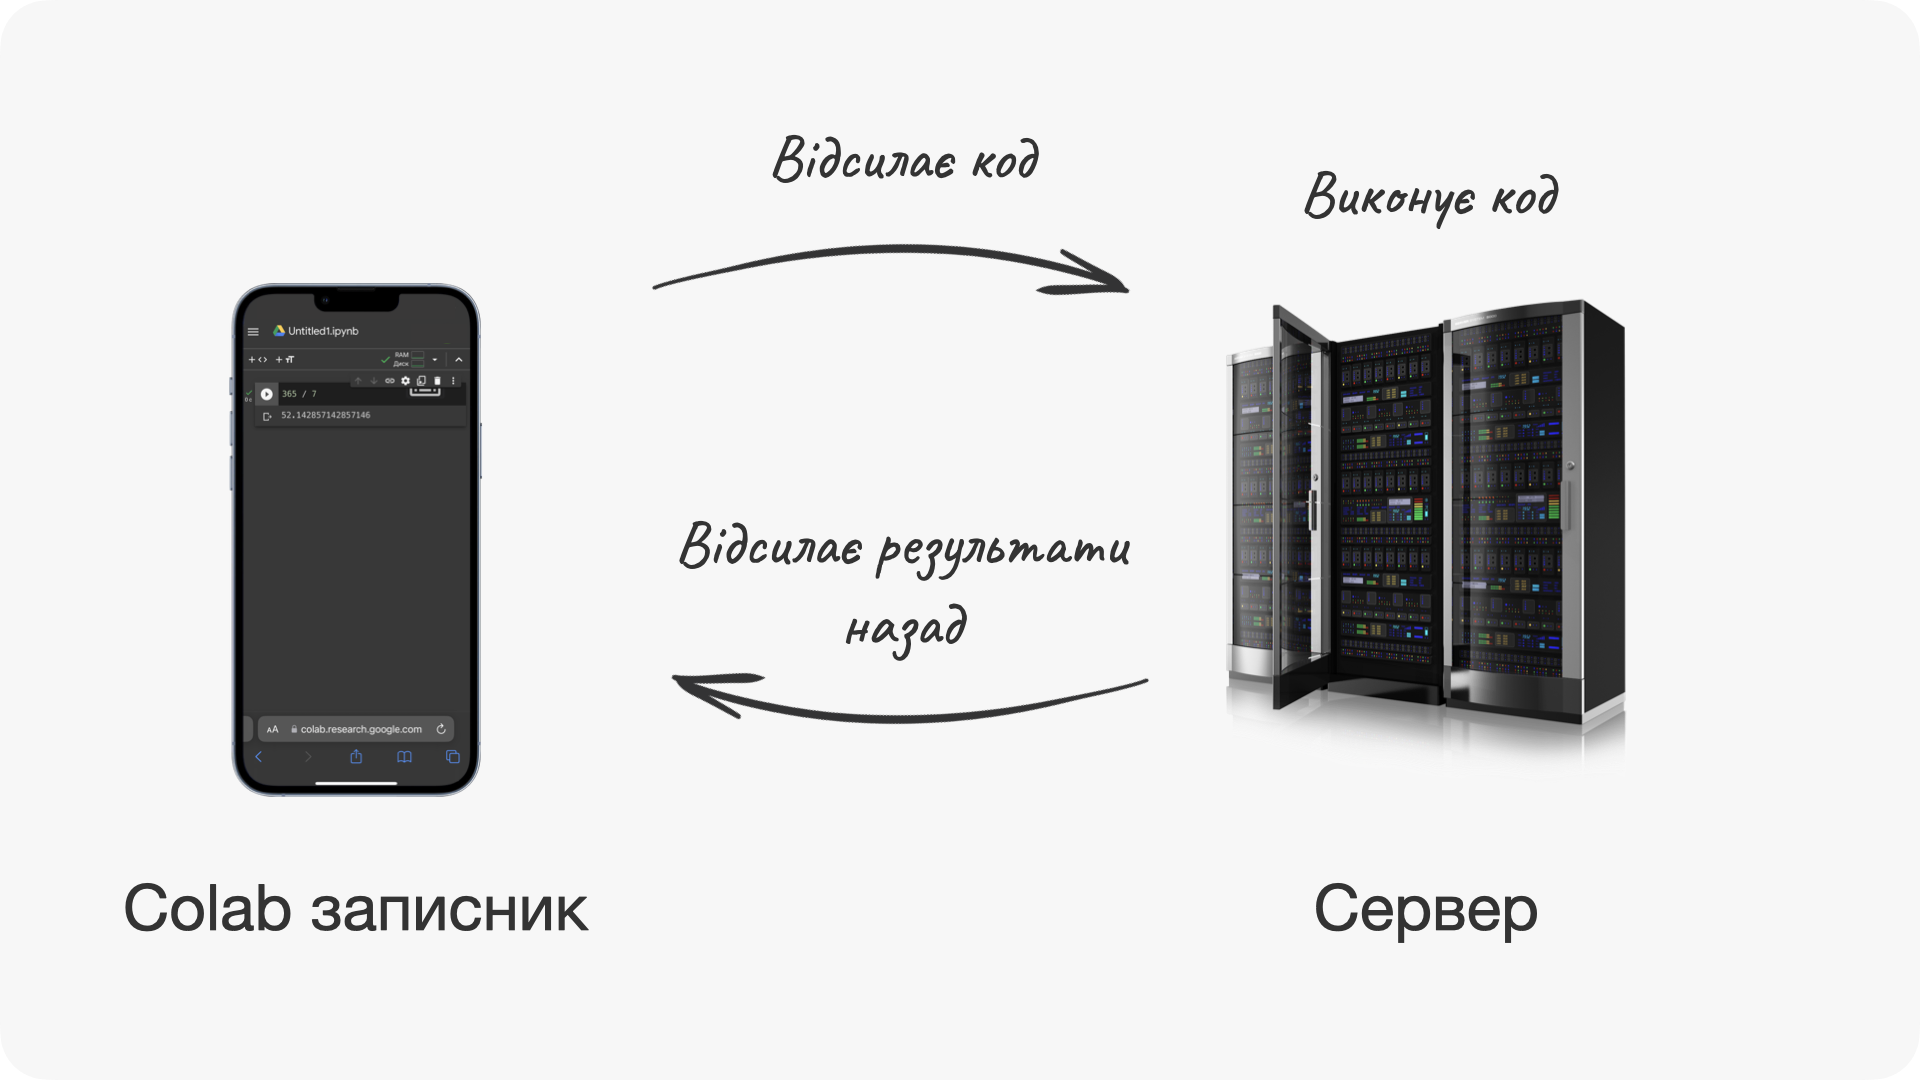 Відсилає код
Виконує код
Untitled1.ipynb
RAM
Диск
365 / 7
0 s
52.142857142857146
Відсилає результати
назад
AA colab.research.google.com
Colab записник
Сервер